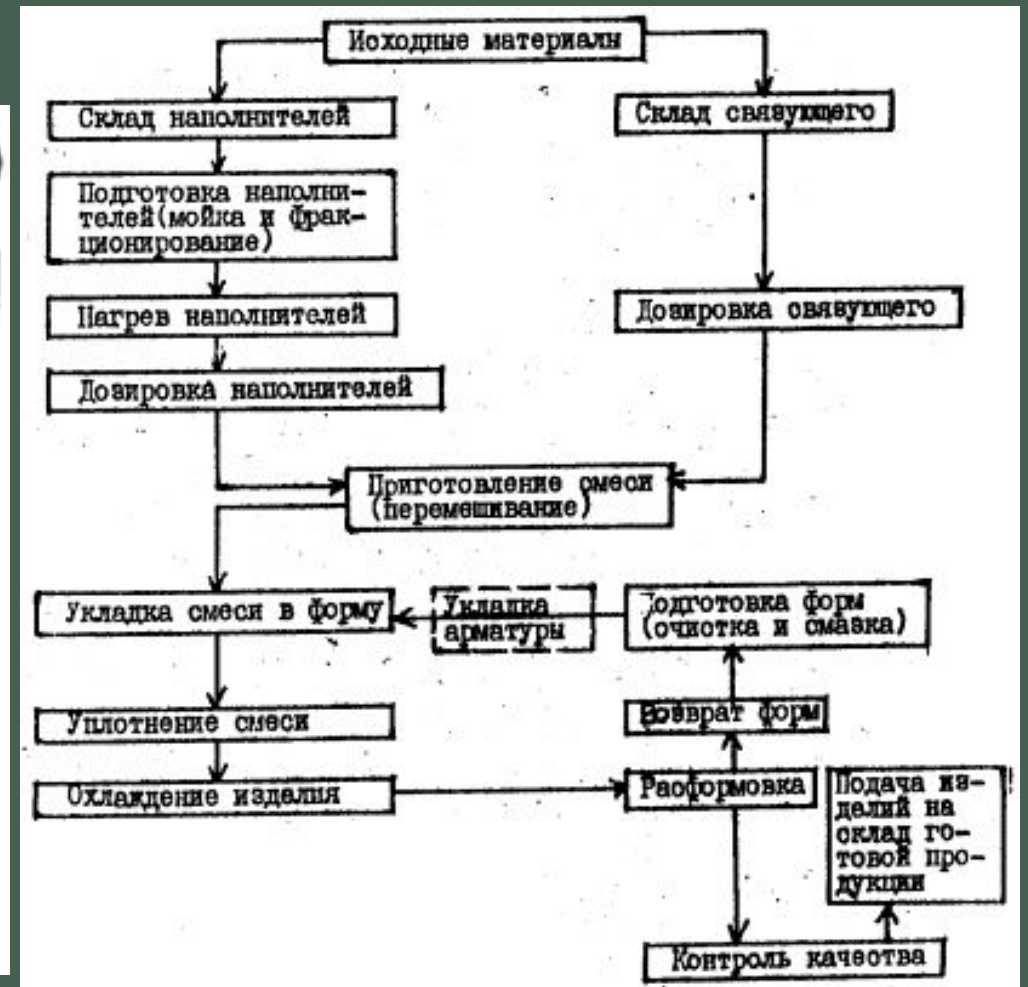 Исходные материалы
Склад наполнителей
Склад связующего
Подготовка наполни-
телей(мойка и фрак-
ционирование)
Нагрев наполнителей
Дозировка связующего
Дозировка наполнителей
Приготовление смеси
(перемешивание)
Укладка смеси в форму
Укладка
арматуры
Подготовка форм
(очистка и смазка)
Уплотнение смеси
Возврат форм
Охлаждение изделия
Расформовка
Подача из-
делий на
склад го-
товой про-
дукции
Контроль качества